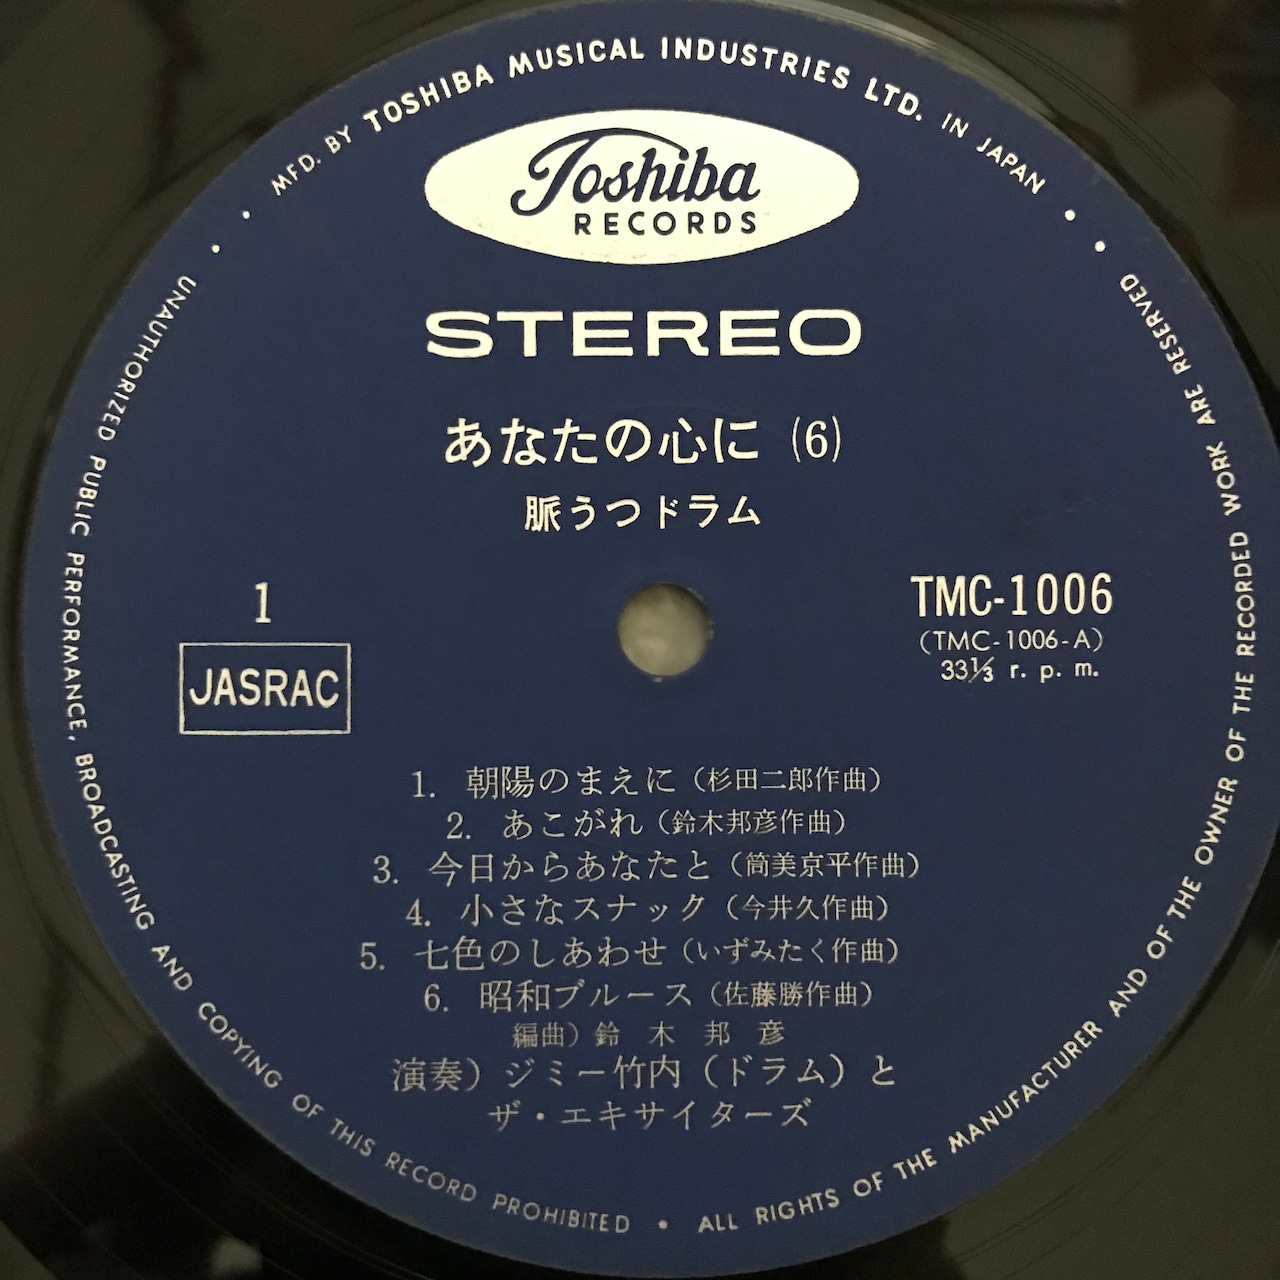 MFD. BY TOSHIBA MUSICAL INDUSTRIES LTD. IN JAPAN
Toshiba
RECORDS
STEREO
あなたの心に (6)
脈うつドラム
1
JASRAC
TMC-1006
(TMC-1006-A)
33⅓ r. p. m.
1. 朝陽のまえに (杉田二郎作曲)
2. あこがれ (鈴木邦彦作曲)
3. 今日からあなたと (筒美京平作曲)
4. 小さなスナック (今井久作曲)
5. 七色のしあわせ (いずみたく作曲)
6. 昭和ブルース (佐藤勝作曲)
編曲) 鈴木邦彦
演奏) ジミー竹内 (ドラム) と
ザ・エキサイターズ
ALL RIGHTS OF THE MANUFACTURER AND OF THE OWNER OF THE RECORDED WORK ARE RESERVED
UNAUTHORIZED PUBLIC PERFORMANCE, BROADCASTING AND COPYING OF THIS RECORD PROHIBITED